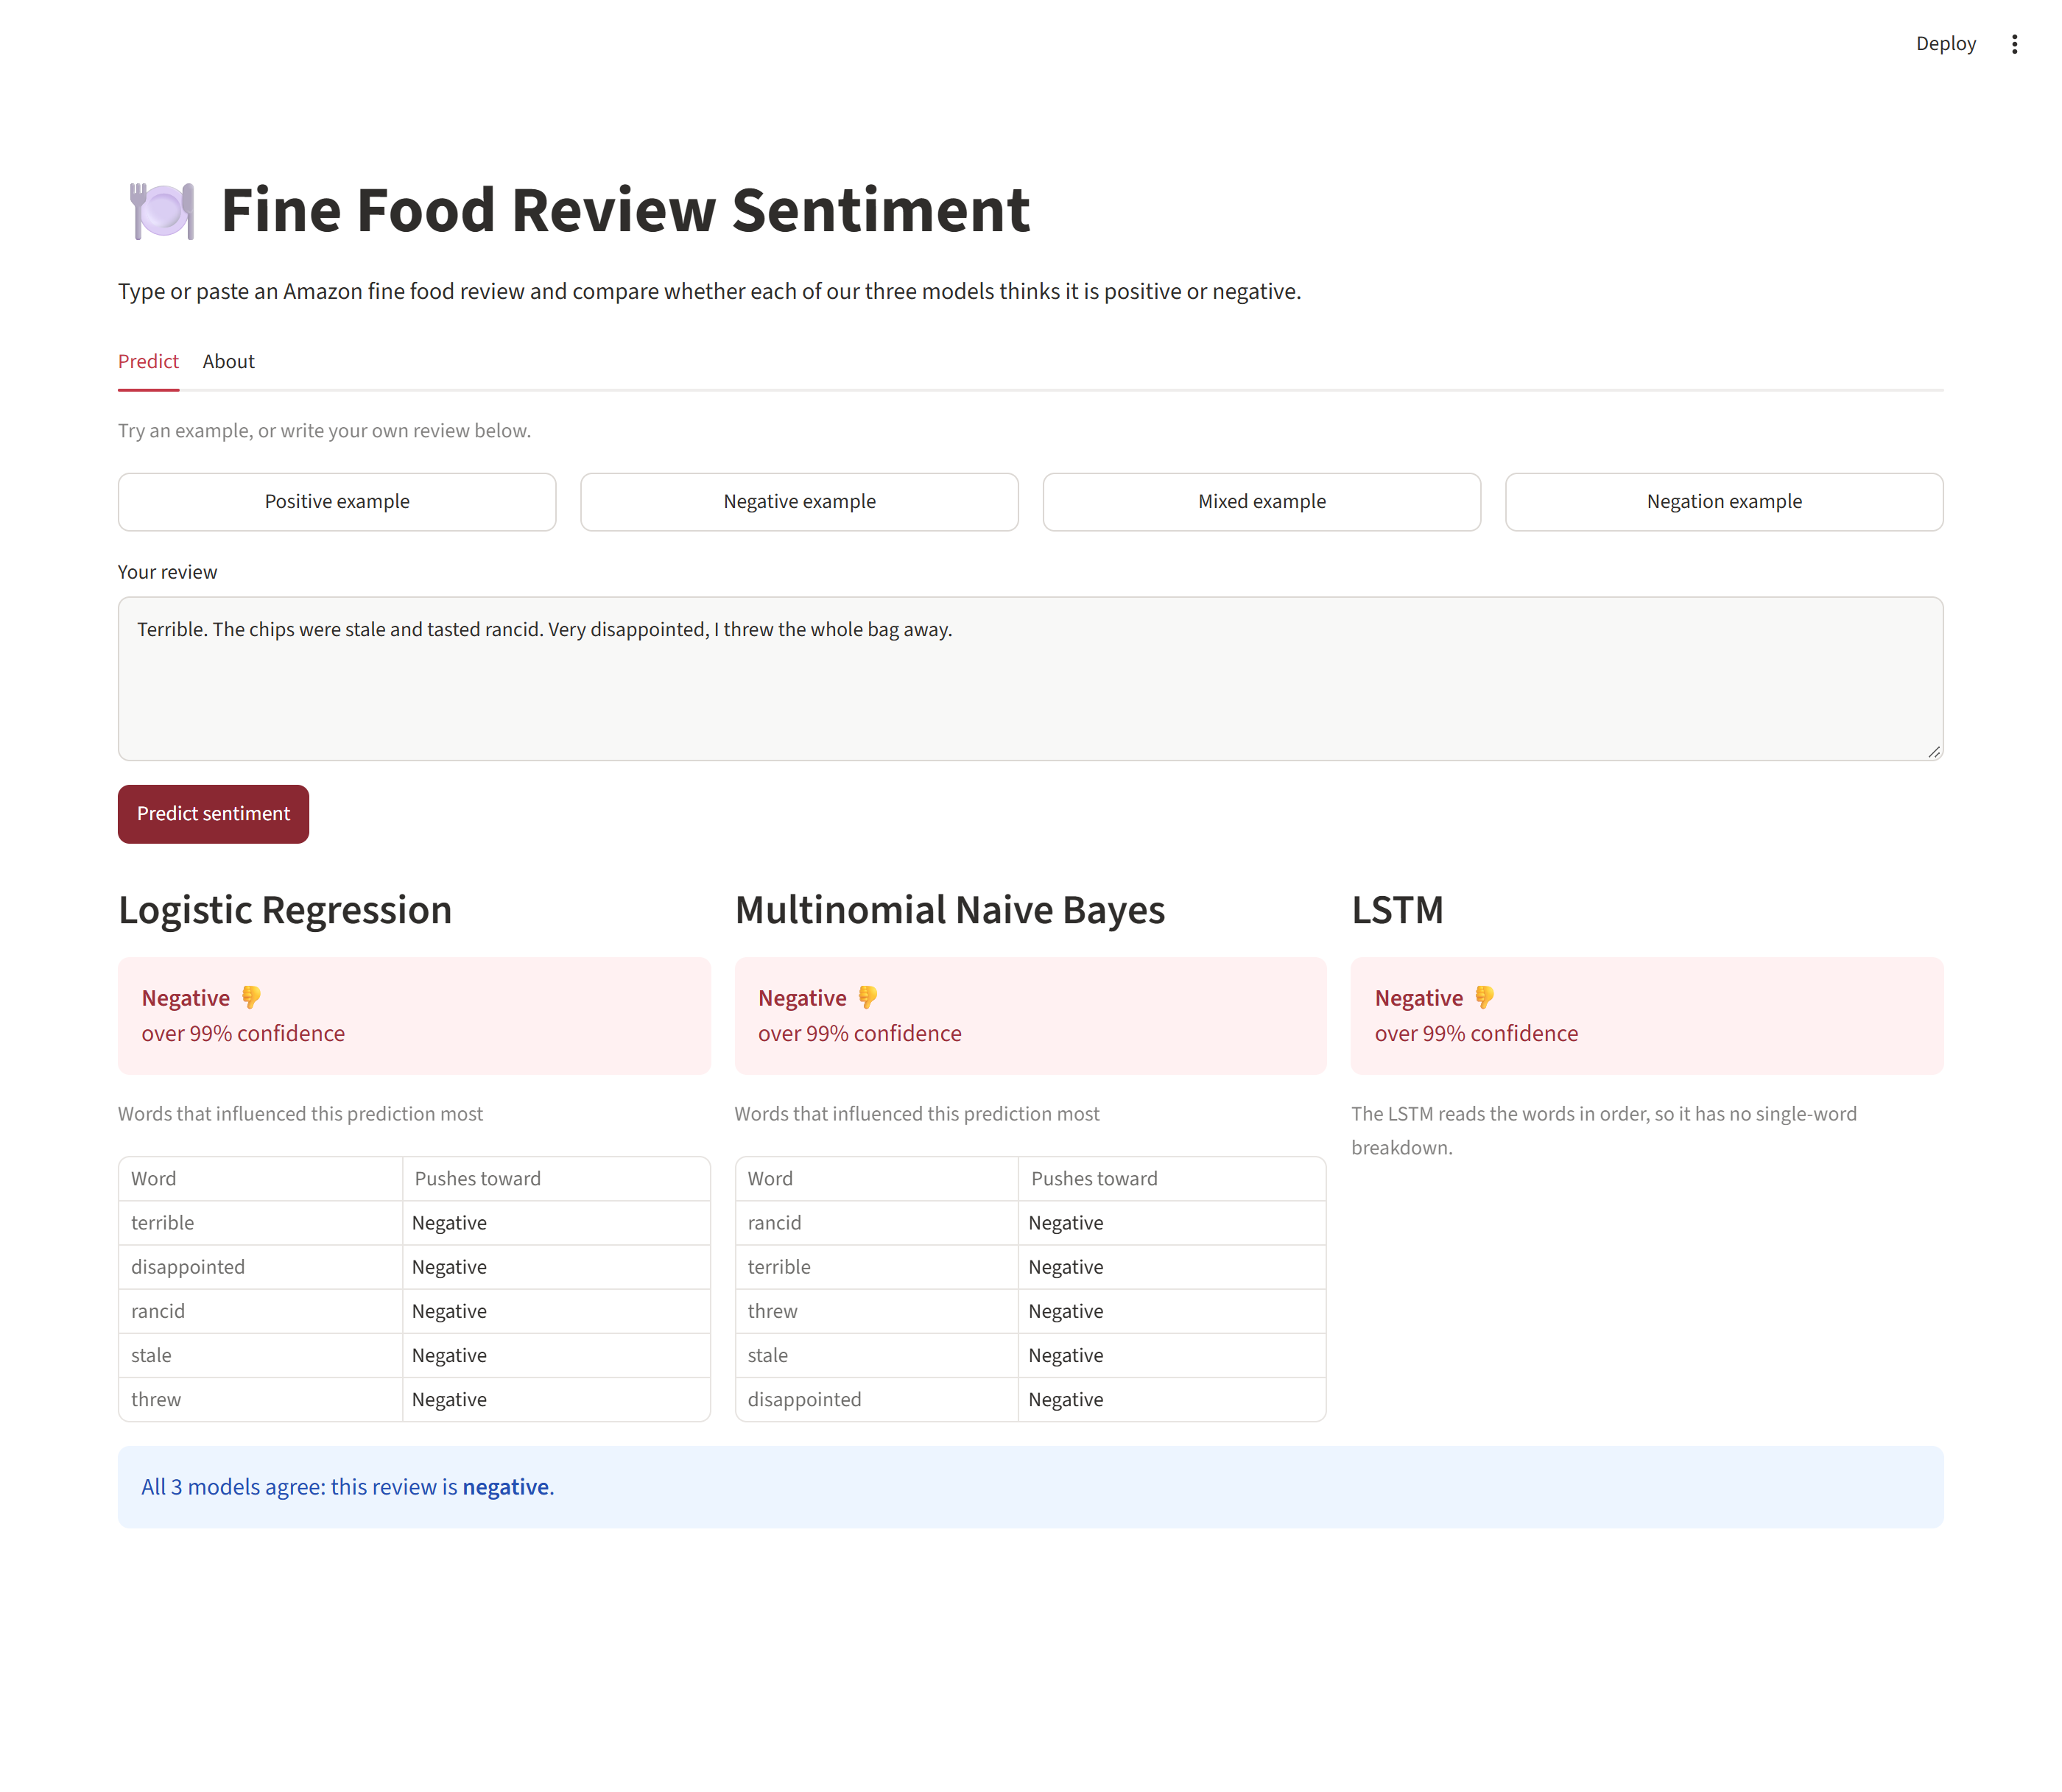 Deploy
Fine Food Review Sentiment
Type or paste an Amazon fine food review and compare whether each of our three models thinks it is positive or negative.
Predict About
Try an example, or write your own review below.
Positive example Negative example Mixed example Negation example
Your review
Terrible. The chips were stale and tasted rancid. Very disappointed, I threw the whole bag away.
Predict sentiment
Logistic Regression
Negative
over 99% confidence
Words that influenced this prediction most
Word Pushes toward
terrible Negative
disappointed Negative
rancid Negative
stale Negative
threw Negative
Multinomial Naive Bayes
Negative
over 99% confidence
Words that influenced this prediction most
Word Pushes toward
rancid Negative
terrible Negative
threw Negative
stale Negative
disappointed Negative
LSTM
Negative
over 99% confidence
The LSTM reads the words in order, so it has no single-word
breakdown.
All 3 models agree: this review is negative.